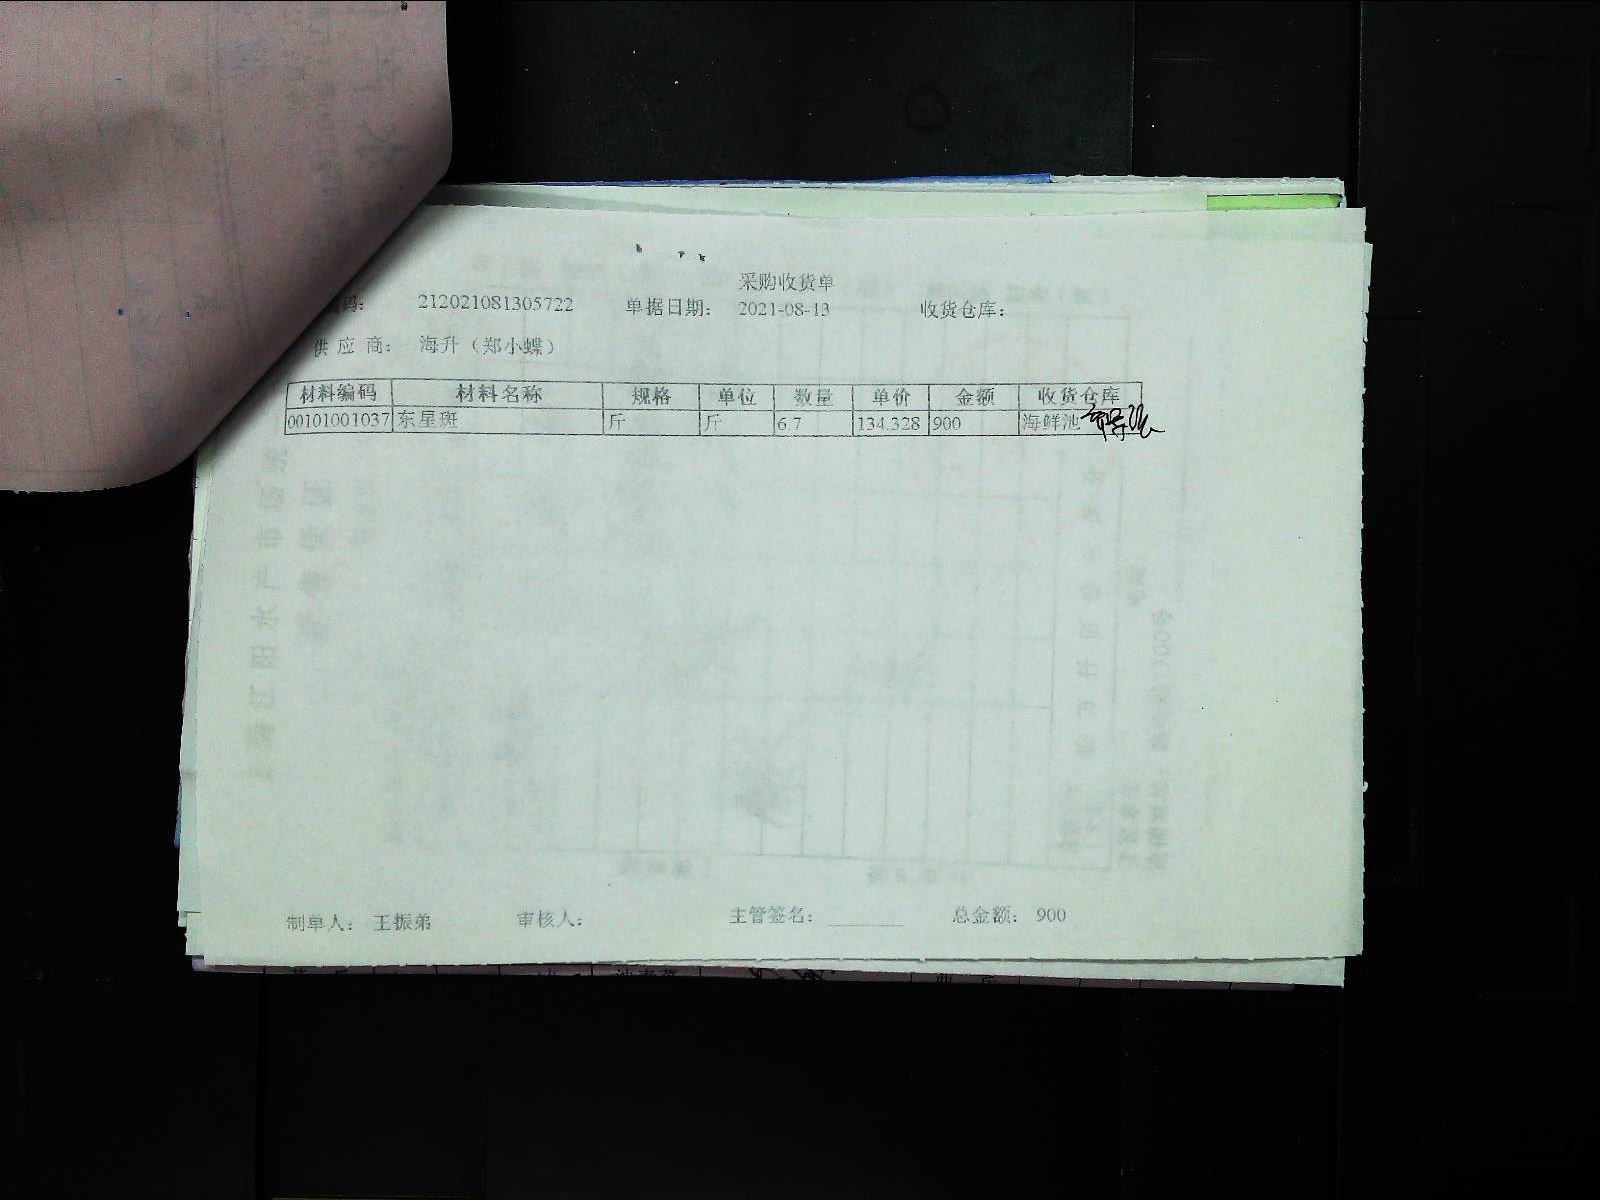 采购收货单
码： 212021081305722 单据日期： 2021-08-13 收货仓库：
供应商： 海升（郑小蝶）
材料编码 材料名称 规格 单位 数量 单价 金额 收货仓库
00101001037 东星斑 斤 斤 6.7 134.328 900 海鲜池
制单人： 王振弟 审核人： 主管签名： 总金额： 900